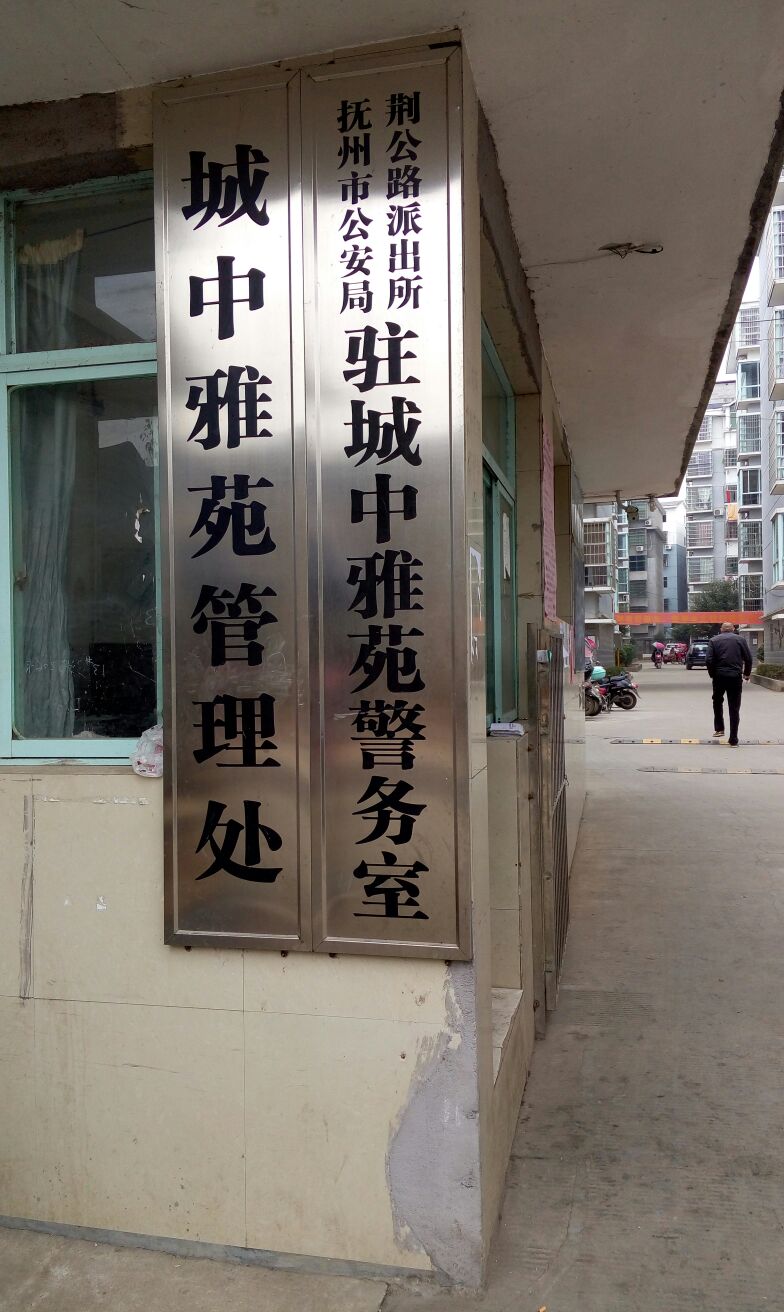 城中雅苑管理处
抚州市公安局
荆公路派出所
驻城中雅苑警务室